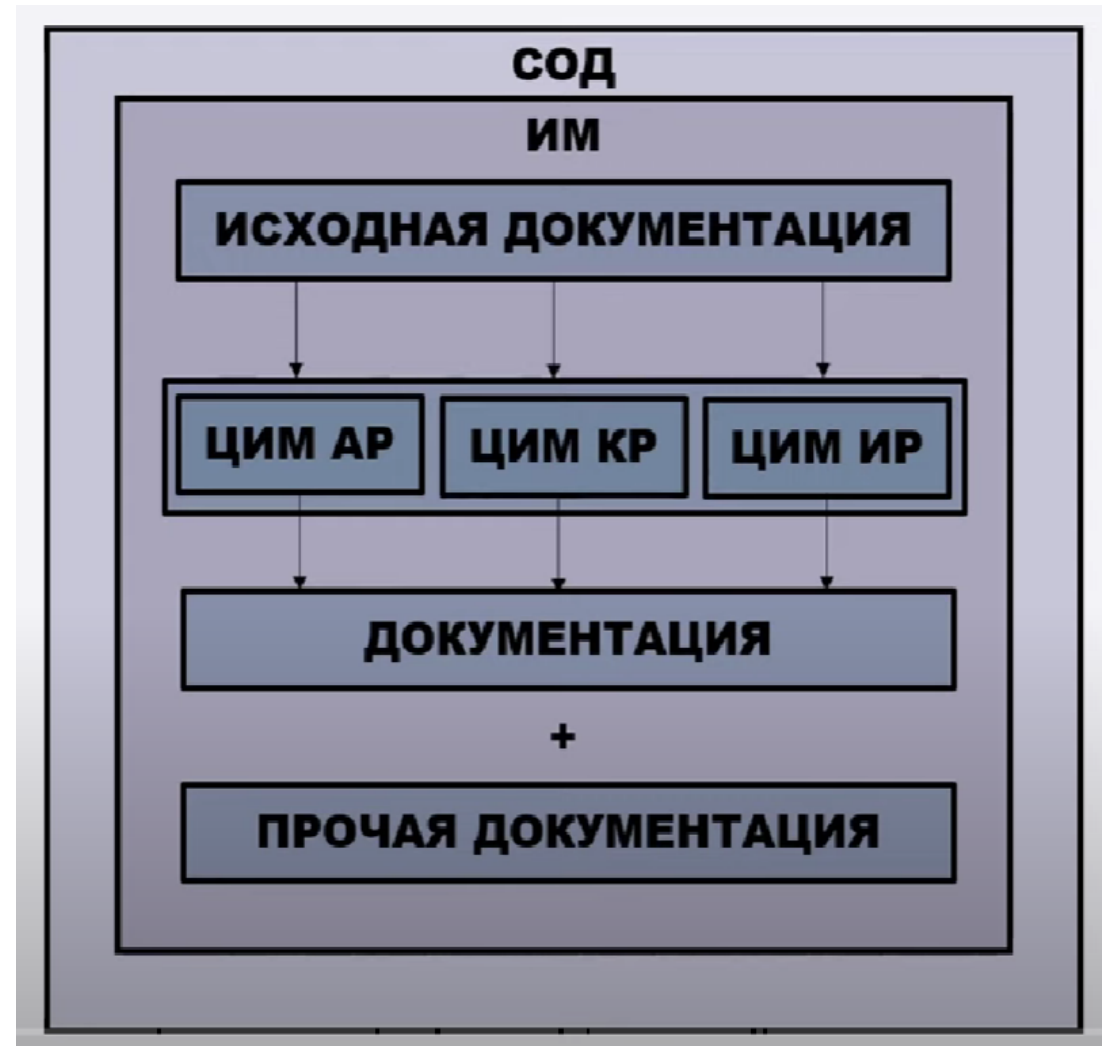 СОД
ИМ
ИСХОДНАЯ ДОКУМЕНТАЦИЯ
ЦИМ АР
ЦИМ КР
ЦИМ ИР
ДОКУМЕНТАЦИЯ
+
ПРОЧАЯ ДОКУМЕНТАЦИЯ